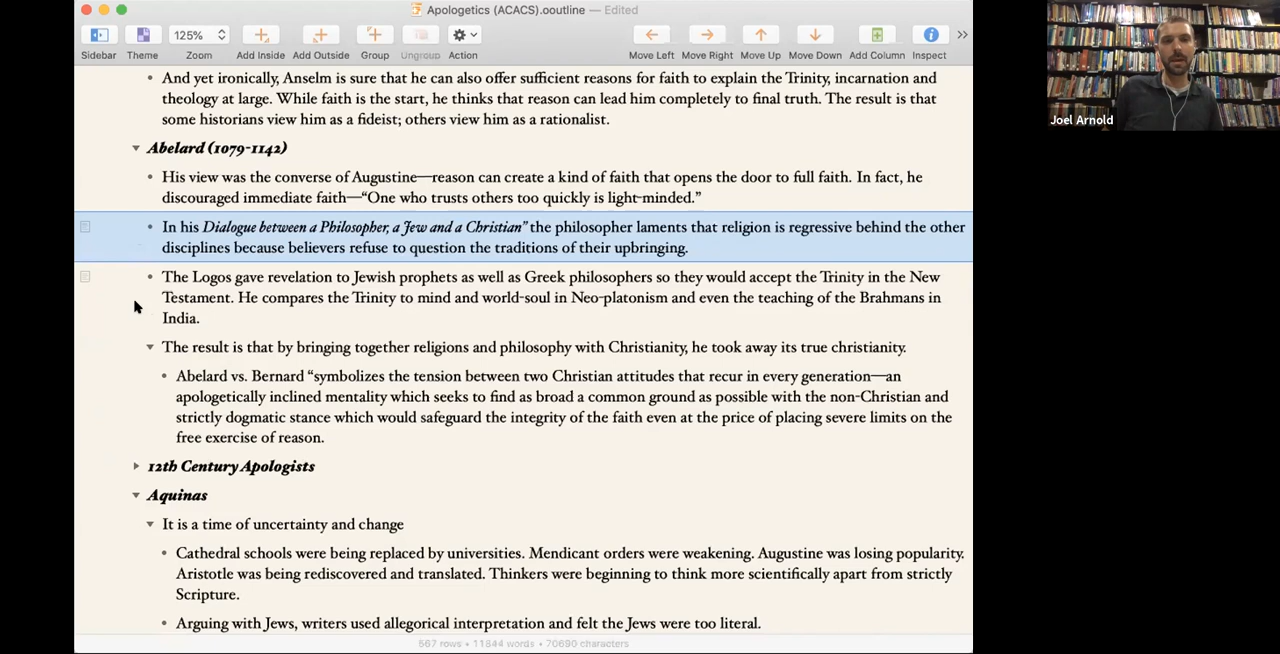 Apologetics (ACACS).ooutline — Edited
125%
Sidebar Theme Zoom Add Inside Add Outside Group Ungroup Action Move Left Move Right Move Up Move Down Add Column Inspect
Joel Arnold
• And yet ironically, Anselm is sure that he can also offer sufficient reasons for faith to explain the Trinity, incarnation and
theology at large. While faith is the start, he thinks that reason can lead him completely to final truth. The result is that
some historians view him as a fideist; others view him as a rationalist.
Abelard (1079-1142)
• His view was the converse of Augustine—reason can create a kind of faith that opens the door to full faith. In fact, he
discouraged immediate faith—“One who trusts others too quickly is light-minded.”
• In his Dialogue between a Philosopher, a Jew and a Christian” the philosopher laments that religion is regressive behind the other
disciplines because believers refuse to question the traditions of their upbringing.
• The Logos gave revelation to Jewish prophets as well as Greek philosophers so they would accept the Trinity in the New
Testament. He compares the Trinity to mind and world-soul in Neo-platonism and even the teaching of the Brahmans in
India.
The result is that by bringing together religions and philosophy with Christianity, he took away its true christianity.
• Abelard vs. Bernard “symbolizes the tension between two Christian attitudes that recur in every generation—an
apologetically inclined mentality which seeks to find as broad a common ground as possible with the non-Christian and
strictly dogmatic stance which would safeguard the integrity of the faith even at the price of placing severe limits on the
free exercise of reason.
12th Century Apologists
Aquinas
It is a time of uncertainty and change
• Cathedral schools were being replaced by universities. Mendicant orders were weakening. Augustine was losing popularity.
Aristotle was being rediscovered and translated. Thinkers were beginning to think more scientifically apart from strictly
Scripture.
• Arguing with Jews, writers used allegorical interpretation and felt the Jews were too literal.
567 rows • 11844 words • 70690 characters